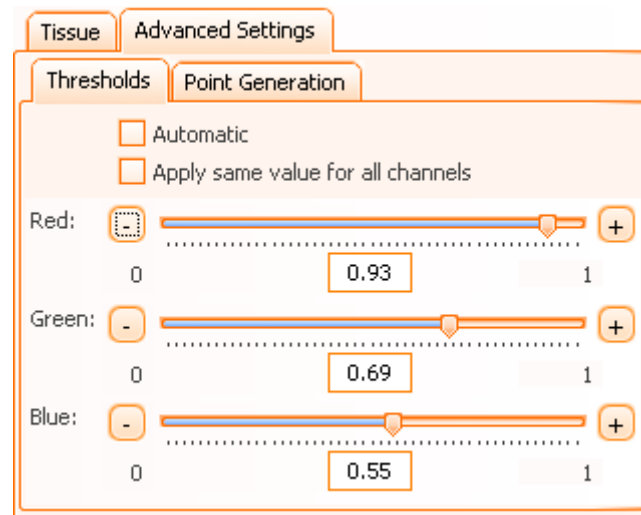 Tissue Advanced Settings
Thresholds Point Generation
Automatic
Apply same value for all channels
Red: - +
0 0.93 1
Green: - +
0 0.69 1
Blue: - +
0 0.55 1